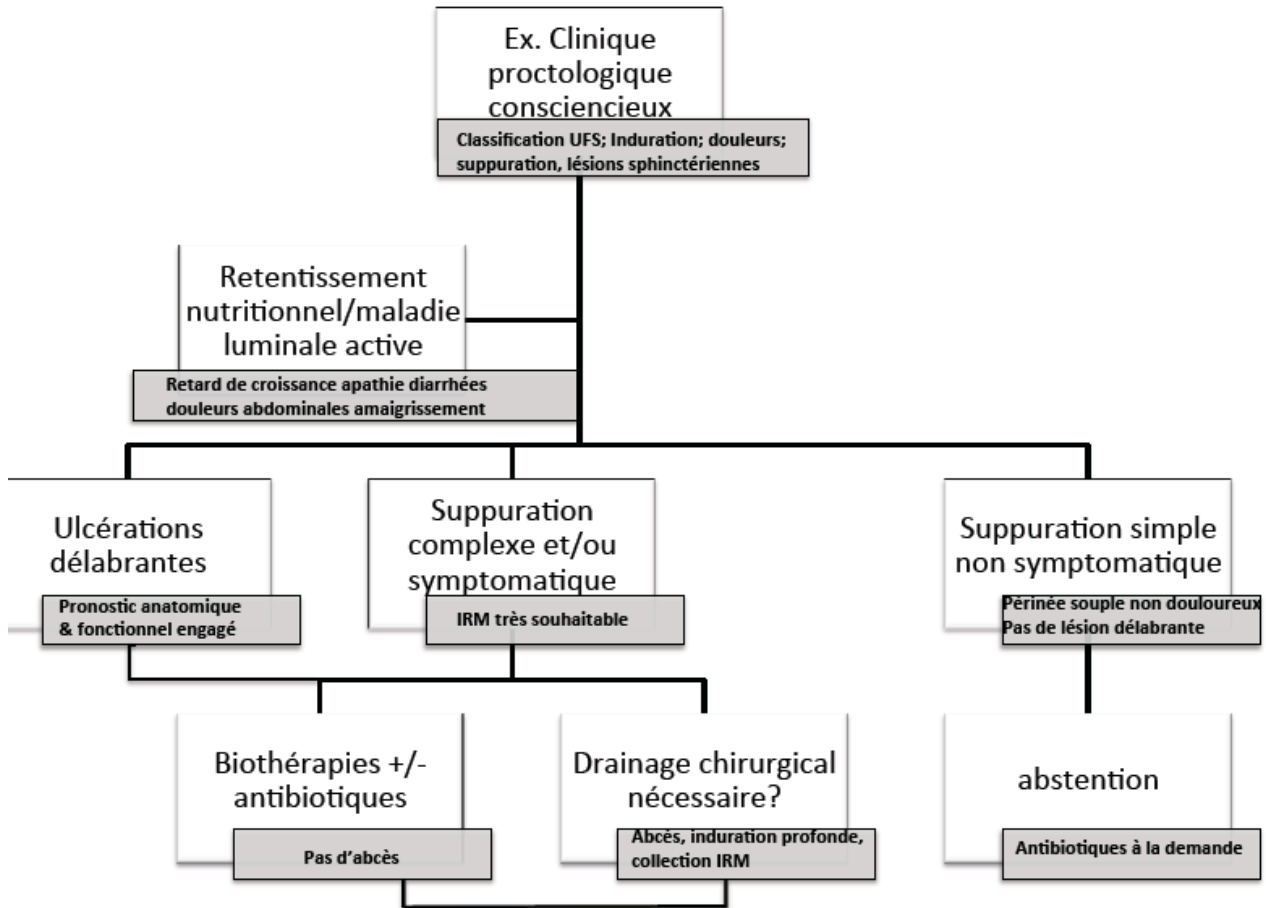 Ex. Clinique
proctologique
consciencieux
Classification UFS; Induration; douleurs;
suppuration, lésions sphinctériennes
Retentissement
nutritionnel/maladie
luminale active
Retard de croissance apathie diarrhées
douleurs abdominales amaigrissement
Ulcérations
délabrantes
Pronostic anatomique
& fonctionnel engagé
Suppuration
complexe et/ou
symptomatique
IRM très souhaitable
Suppuration simple
non symptomatique
Périnée souple non douloureux
Pas de lésion délabrante
Biothérapies +/-
antibiotiques
Pas d'abcès
Drainage chirurgical
nécessaire?
Abcès, induration profonde,
collection IRM
abstention
Antibiotiques à la demande